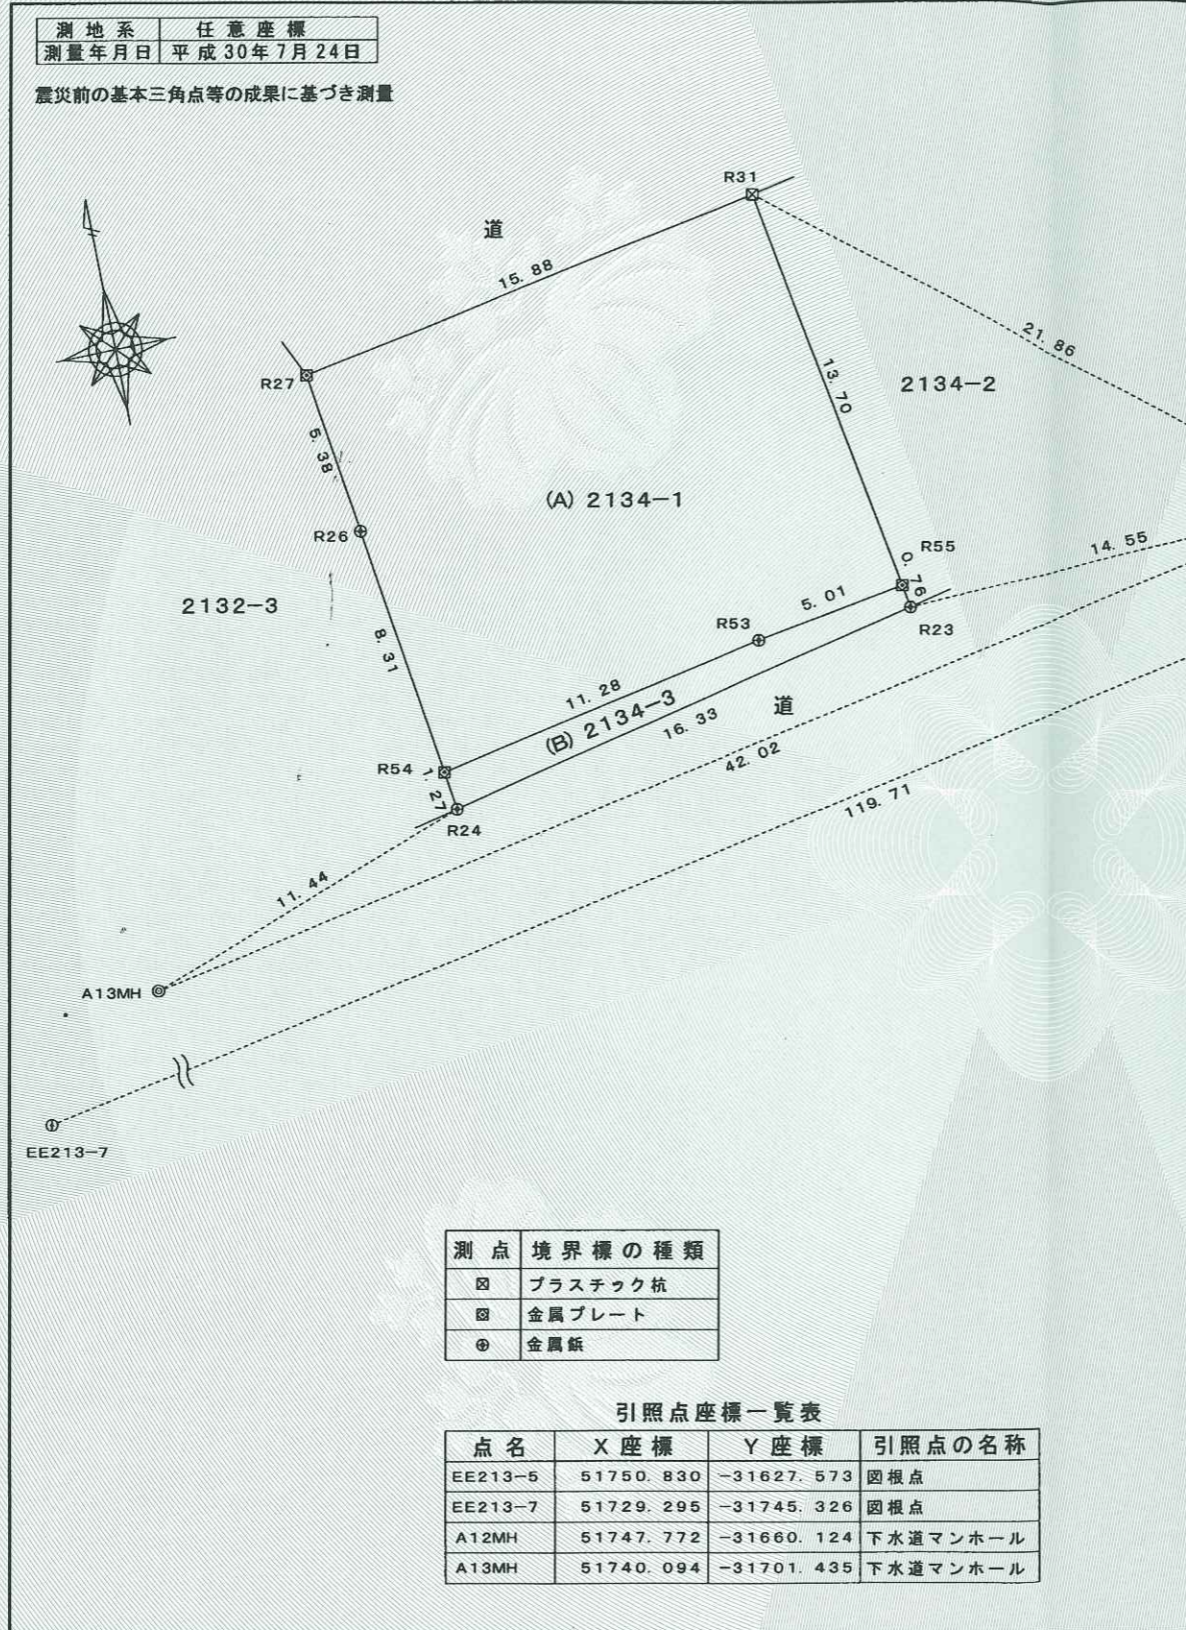 測地系 任意座標
測量年月日 平成30年7月24日
震災前の基本三角点等の成果に基づき測量
R31
道
15. 88
21. 86
R27
13. 70
2134-2
5. 38
(A) 2134-1
R26
R55
14. 55
0. 76
2132-3
5. 01
R53
R23
8. 31
11. 28
(B) 2134-3
道
16. 33
R54
42. 02
1. 27
119. 71
R24
11. 44
A13MH
EE213-7
測点 境界標の種類
プラスチック杭
金属プレート
金属鋲
引照点座標一覧表
点名 X座標 Y座標 引照点の名称
EE213-5 51750. 830 -31627. 573 図根点
EE213-7 51729. 295 -31745. 326 図根点
A12MH 51747. 772 -31660. 124 下水道マンホール
A13MH 51740. 094 -31701. 435 下水道マンホール